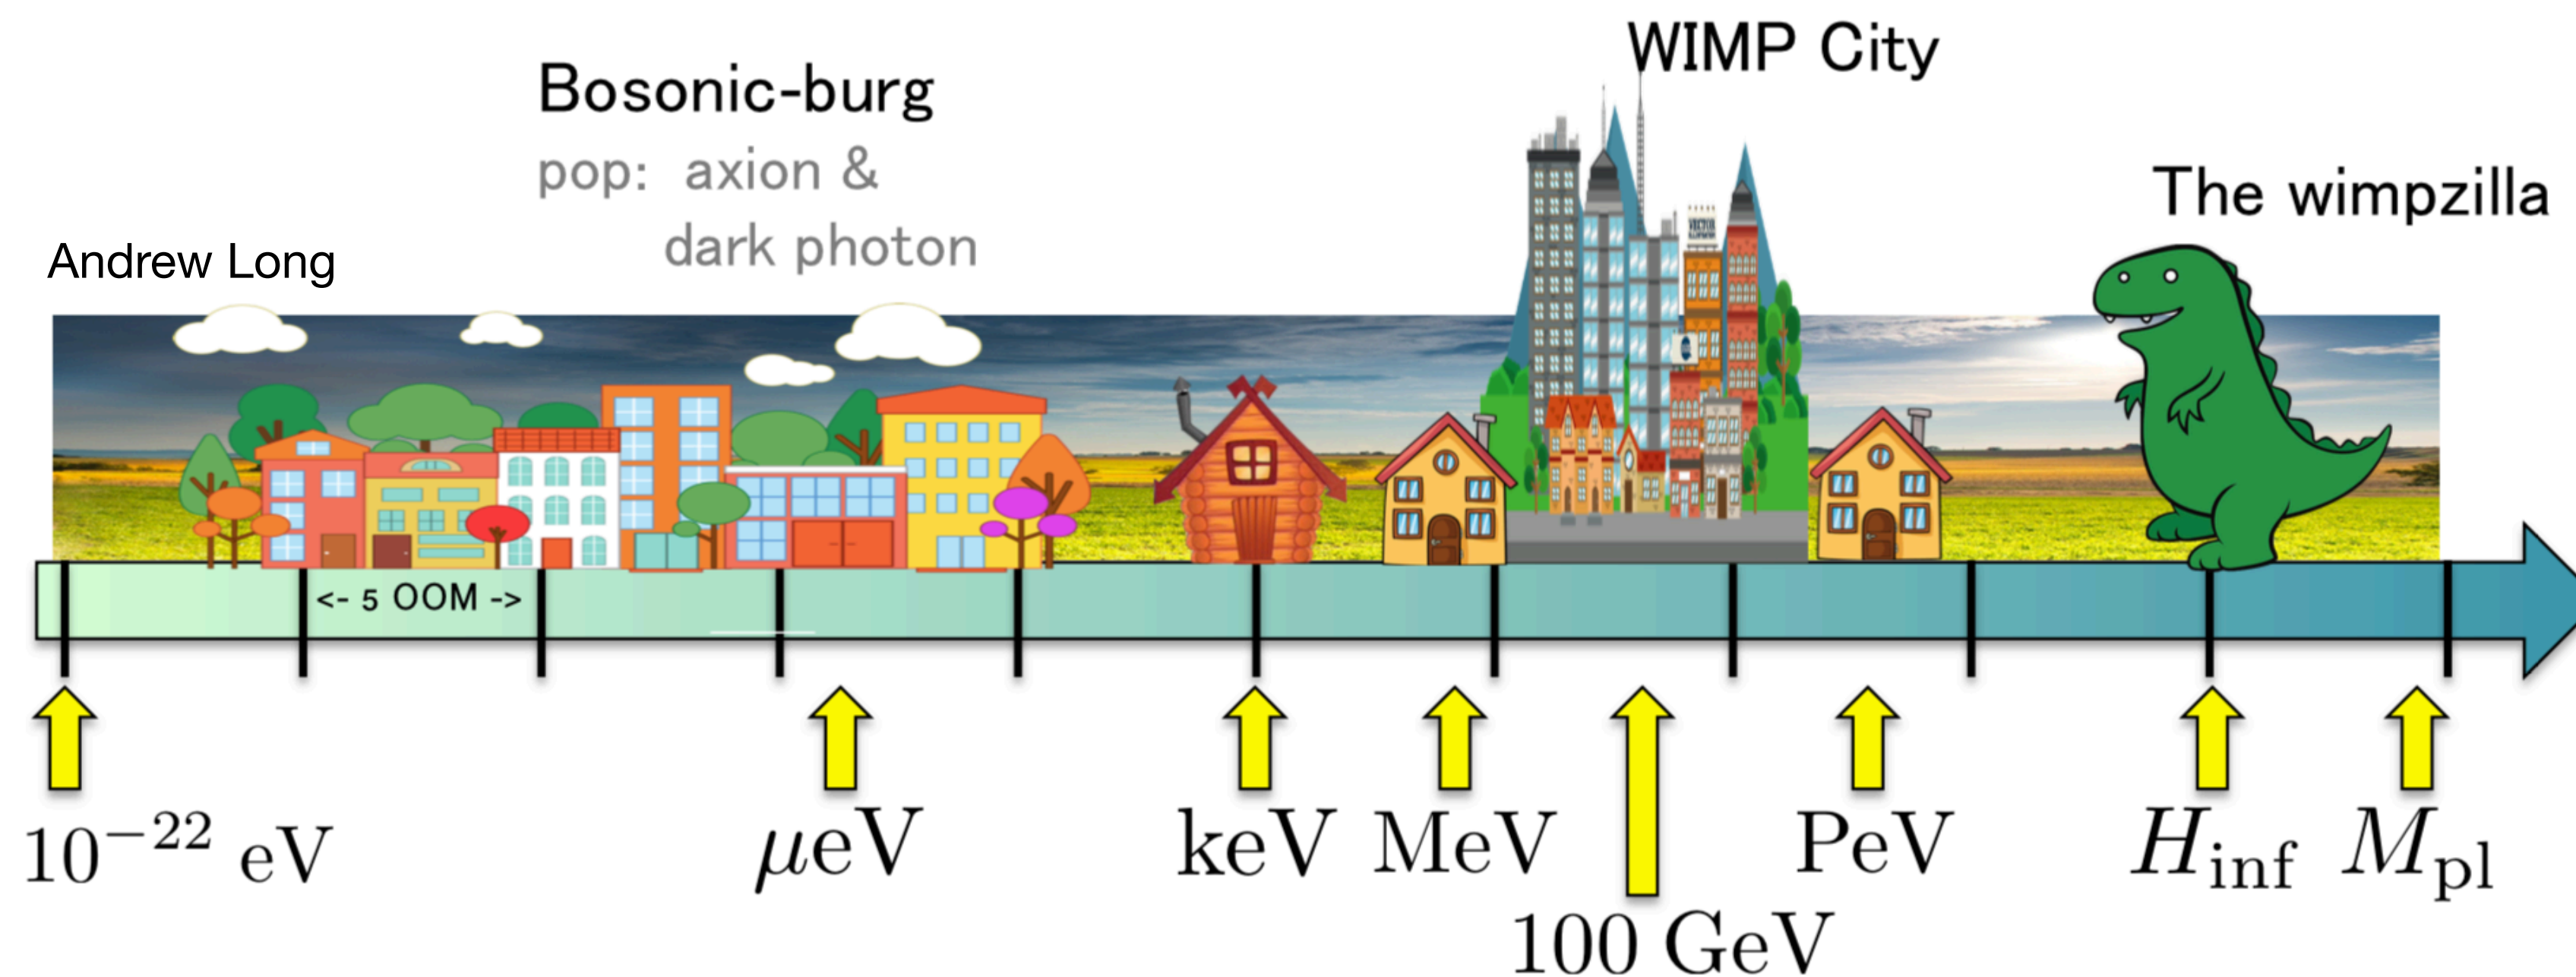 WIMP City
Bosonic-burg
pop: axion &
dark photon
The wimpzilla
Andrew Long
VECTOR
<- 5 OOM ->
10⁻²² eV
μeV
keV
MeV
100 GeV
PeV
H_inf
M_pl